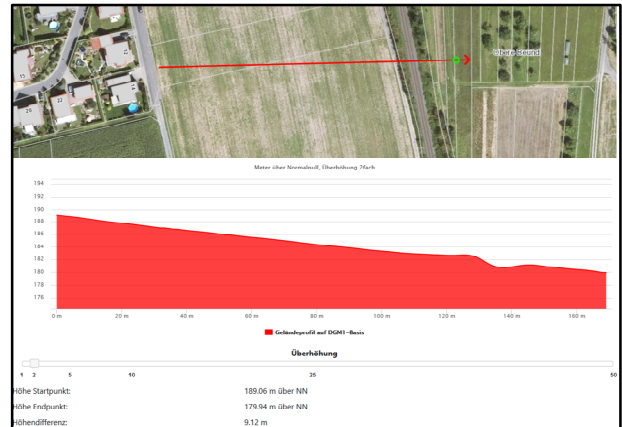 Obere Beund
15
13
14
22
26
Meter über Normalnull, Überhöhung 2fach
194
192
190
188
186
184
182
180
178
0 m 20 m 40 m 60 m 80 m 100 m 120 m 140 m 160 m
Geländeprofil auf DGM1-Basis
Überhöhung
1 2 5 10 25 50
Höhe Startpunkt: 189.06 m über NN
Höhe Endpunkt: 179.94 m über NN
Höhendifferenz: 9.12 m